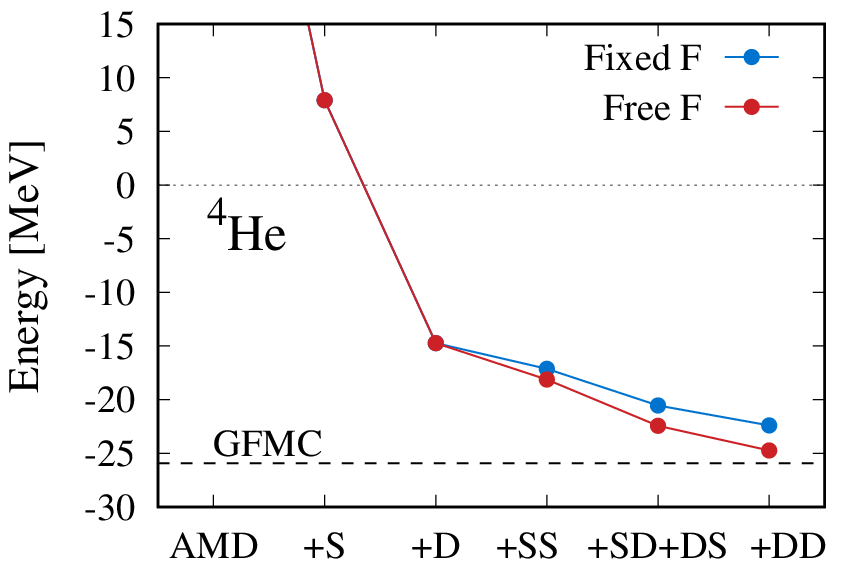 15
10
5
0
-5
-10
-15
-20
-25
-30
Energy [MeV]
Fixed F
Free F
⁴He
GFMC
AMD +S +D +SS +SD+DS +DD